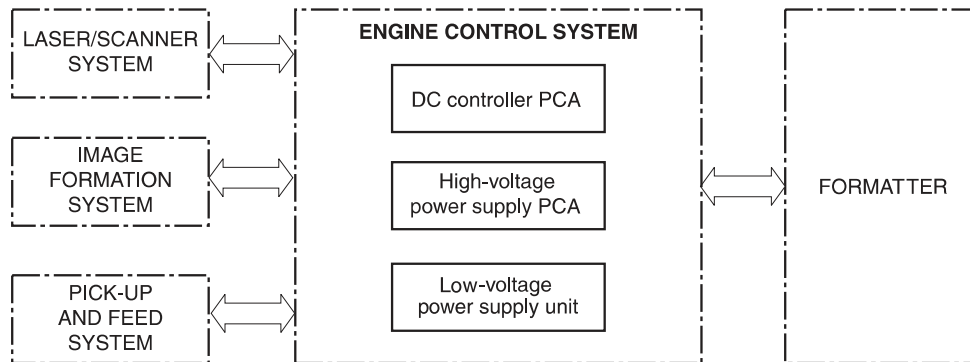 LASER/SCANNER
SYSTEM
IMAGE
FORMATION
SYSTEM
PICK-UP
AND FEED
SYSTEM
ENGINE CONTROL SYSTEM
DC controller PCA
High-voltage
power supply PCA
Low-voltage
power supply unit
FORMATTER